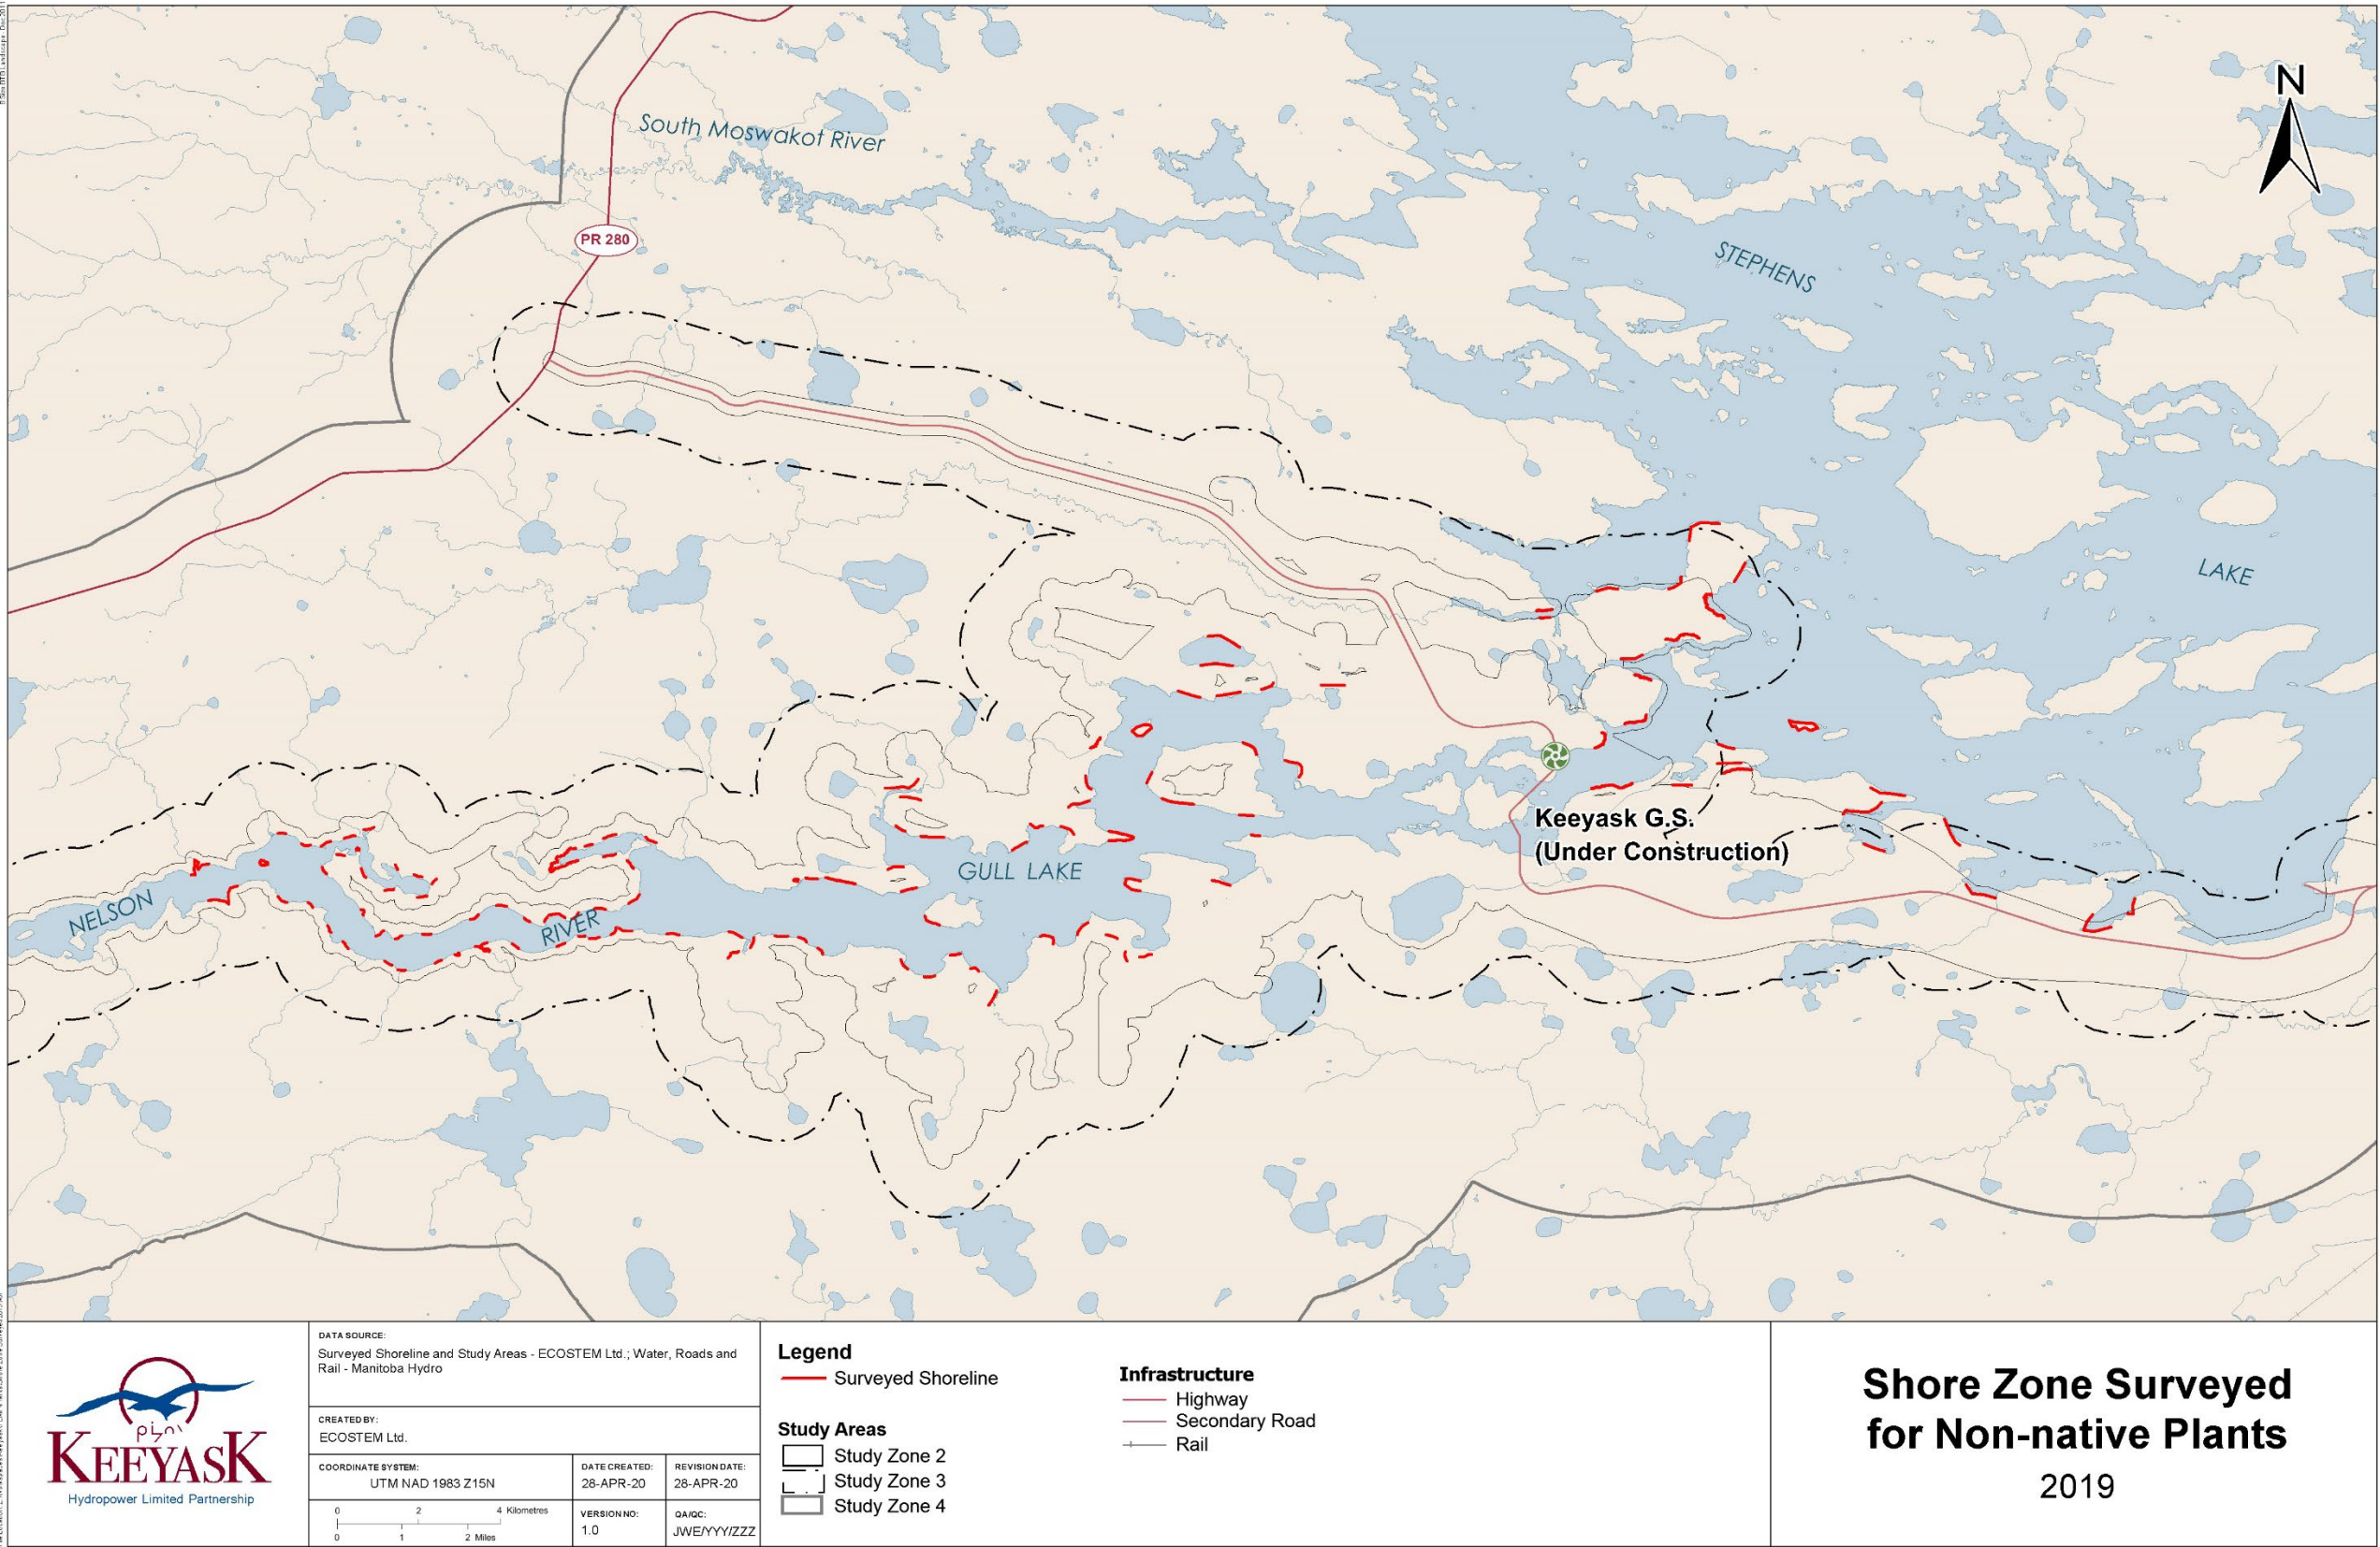 N
South Moswakot River
PR 280
STEPHENS
LAKE
Keeyask G.S.
(Under Construction)
GULL LAKE
NELSON
RIVER
ᑭᔭᐢᐠ
KEEYASK
Hydropower Limited Partnership
DATA SOURCE:
Surveyed Shoreline and Study Areas - ECOSTEM Ltd.; Water, Roads and
Rail - Manitoba Hydro
CREATED BY:
ECOSTEM Ltd.
COORDINATE SYSTEM:
UTM NAD 1983 Z15N
DATE CREATED:
28-APR-20
REVISION DATE:
28-APR-20
0 2 4 Kilometres
0 1 2 Miles
VERSION NO:
1.0
QA/QC:
JWE/YYY/ZZZ
Legend
Surveyed Shoreline
Study Areas
Study Zone 2
Study Zone 3
Study Zone 4
Infrastructure
Highway
Secondary Road
Rail
Shore Zone Surveyed
for Non-native Plants
2019